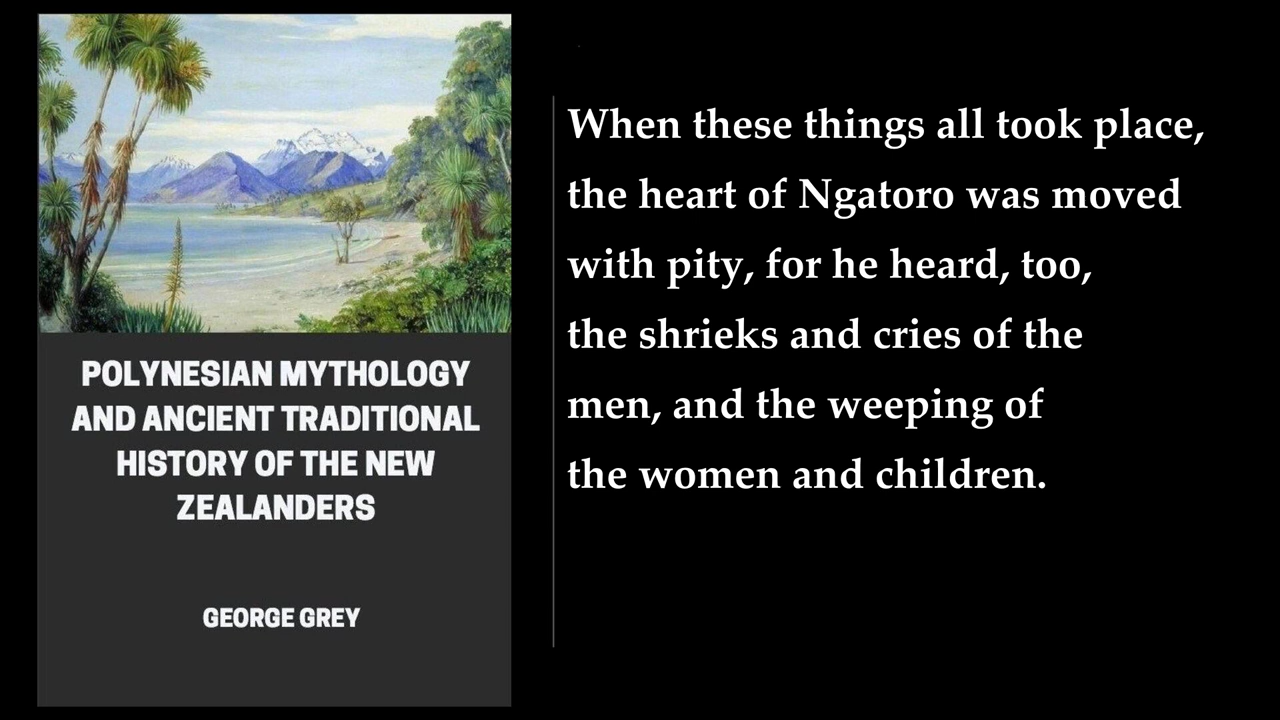 POLYNESIAN MYTHOLOGY
AND ANCIENT TRADITIONAL
HISTORY OF THE NEW
ZEALANDERS
GEORGE GREY
When these things all took place,
the heart of Ngatoro was moved
with pity, for he heard, too,
the shrieks and cries of the
men, and the weeping of
the women and children.